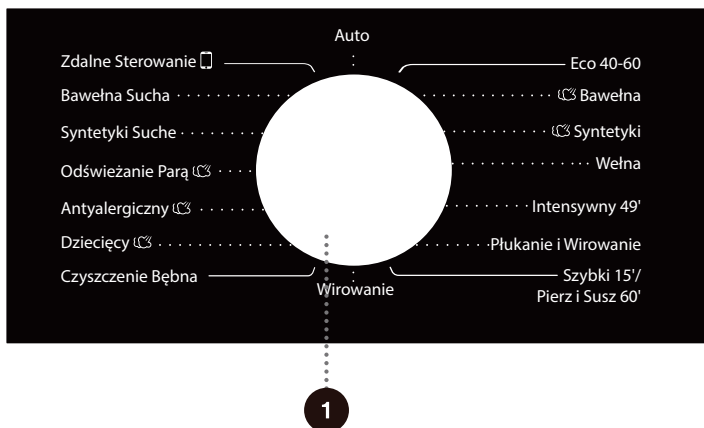 Auto
Zdalne Sterowanie
Bawełna Sucha
Syntetyki Suche
Odświeżanie Parą
Antyalergiczny
Dziecięcy
Czyszczenie Bębna
Eco 40-60
Bawełna
Syntetyki
Wełna
Intensywny 49'
Płukanie i Wirowanie
Szybki 15'/
Pierz i Susz 60'
Wirowanie
1